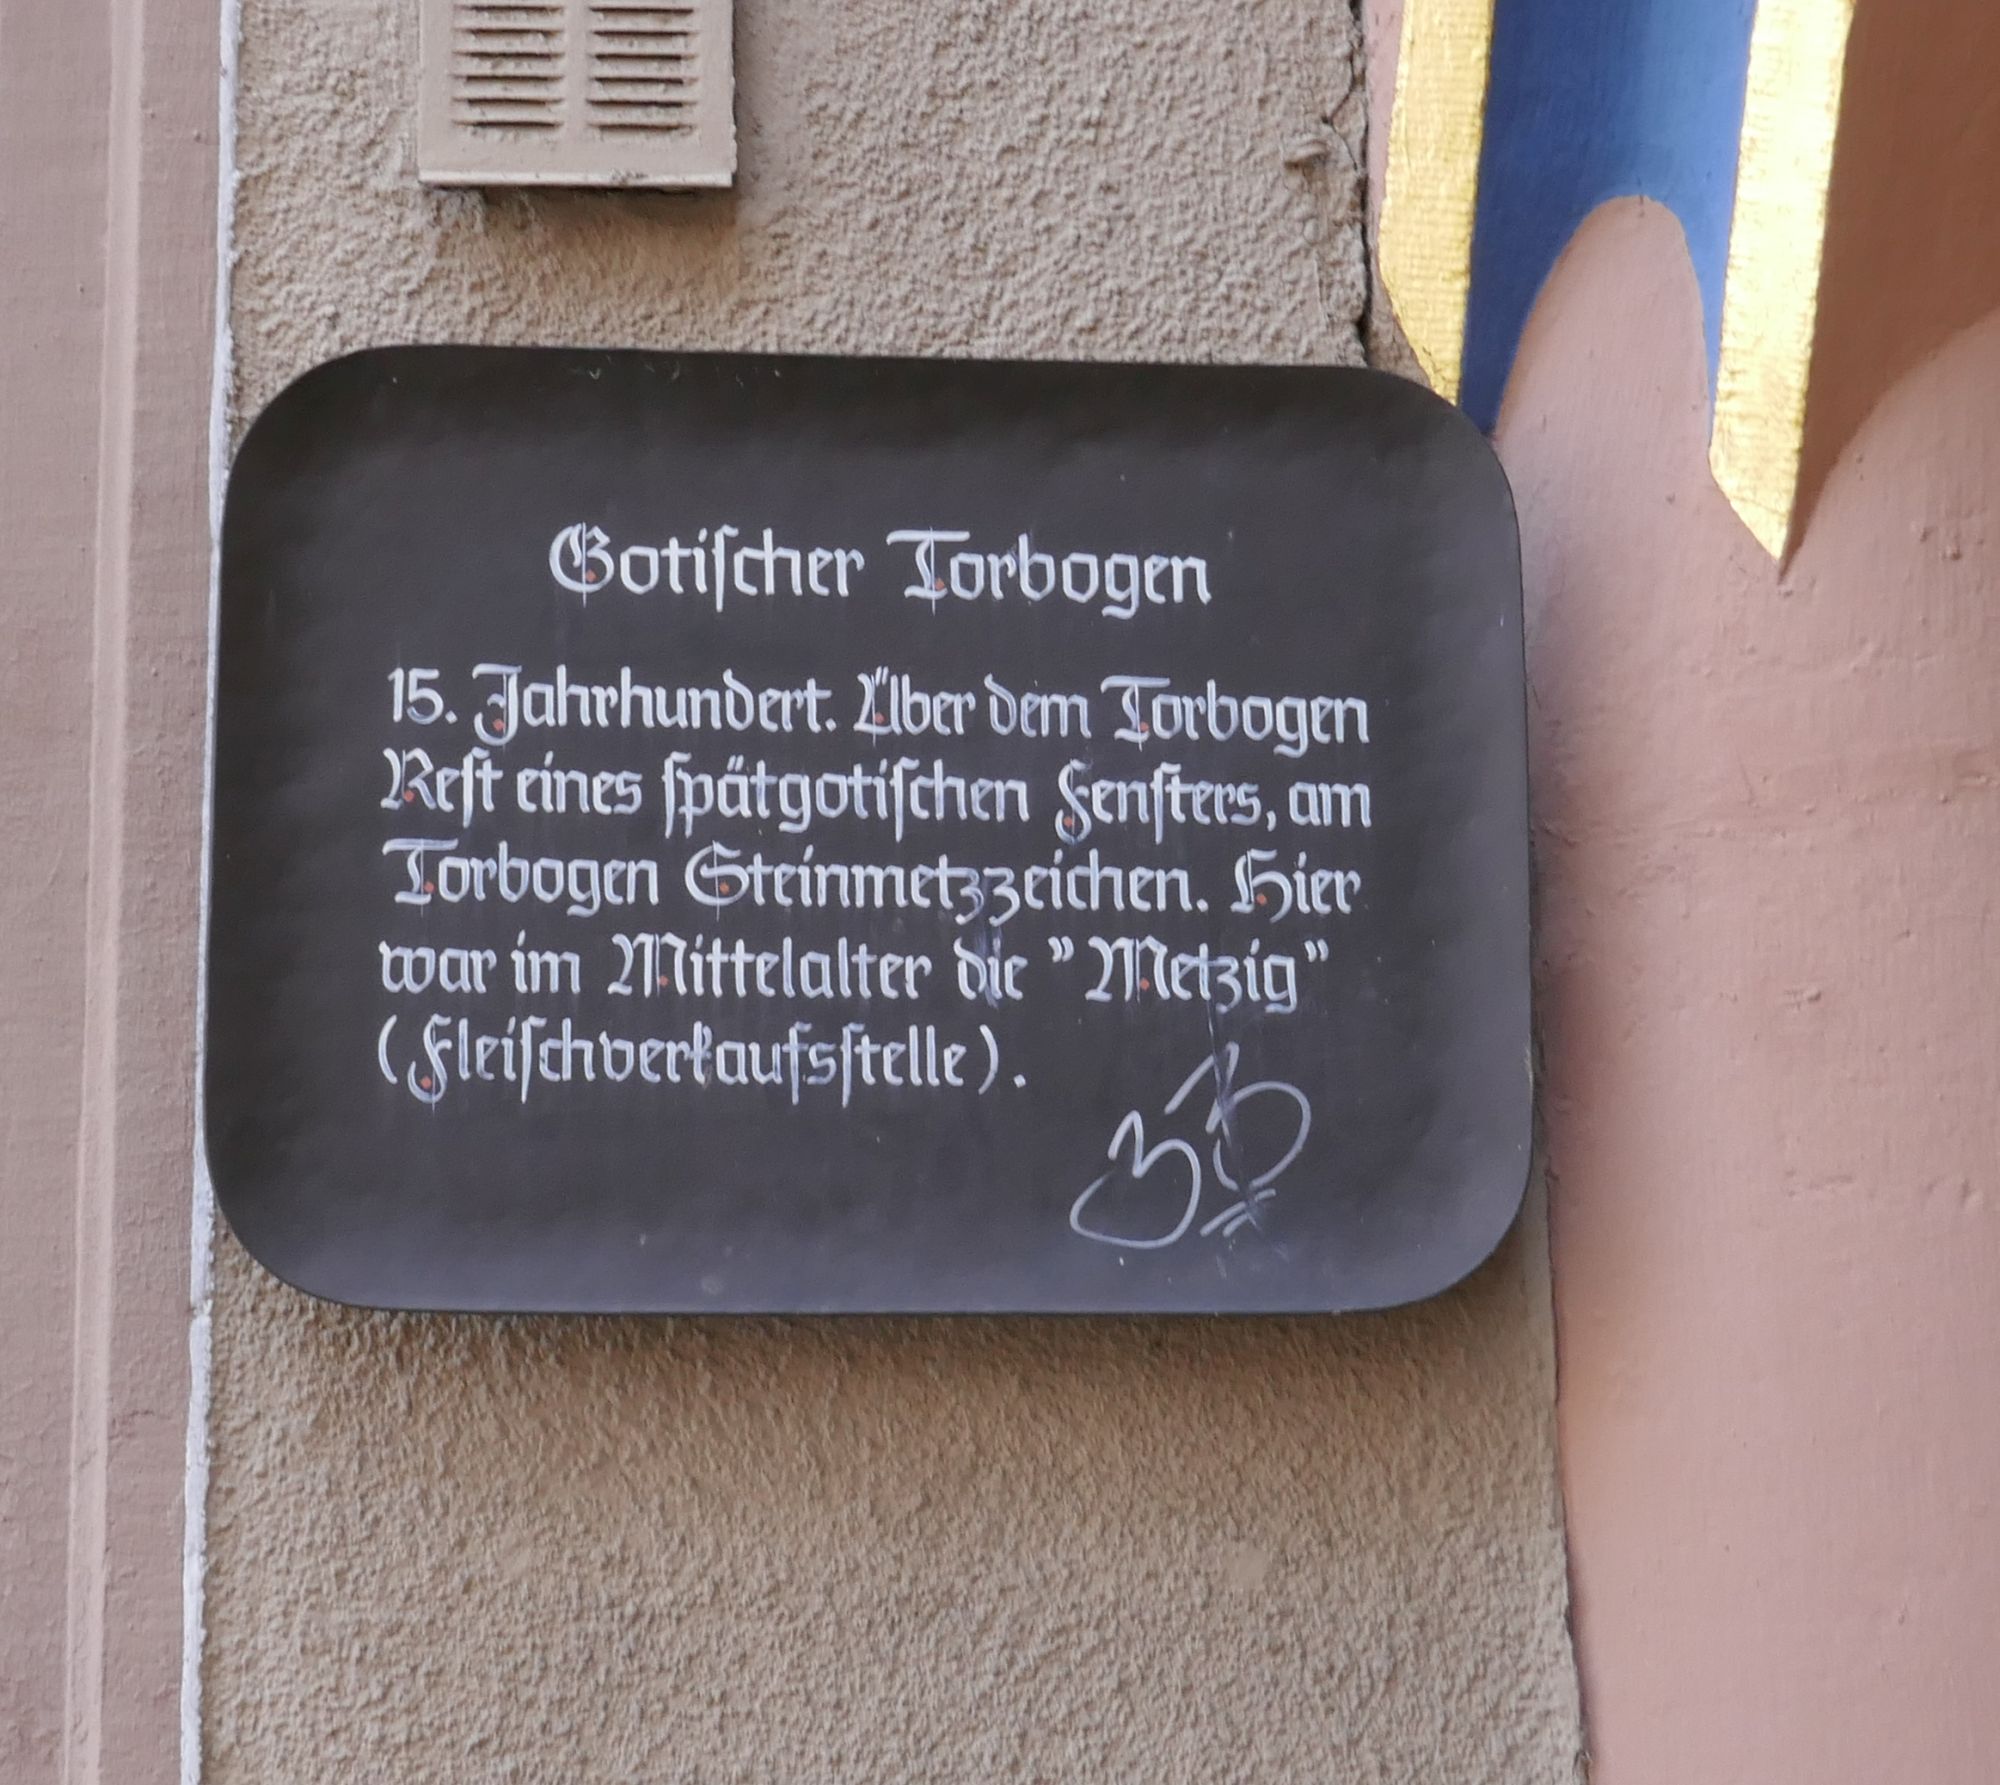 Gotiſcher Torbogen
15. Jahrhundert. Über dem Torbogen
Reſt eines ſpätgotiſchen Fenſters, am
Torbogen Steinmetzzeichen. Hier
war im Mittelalter die "Metzig"
(Fleiſchverkaufsſtelle).